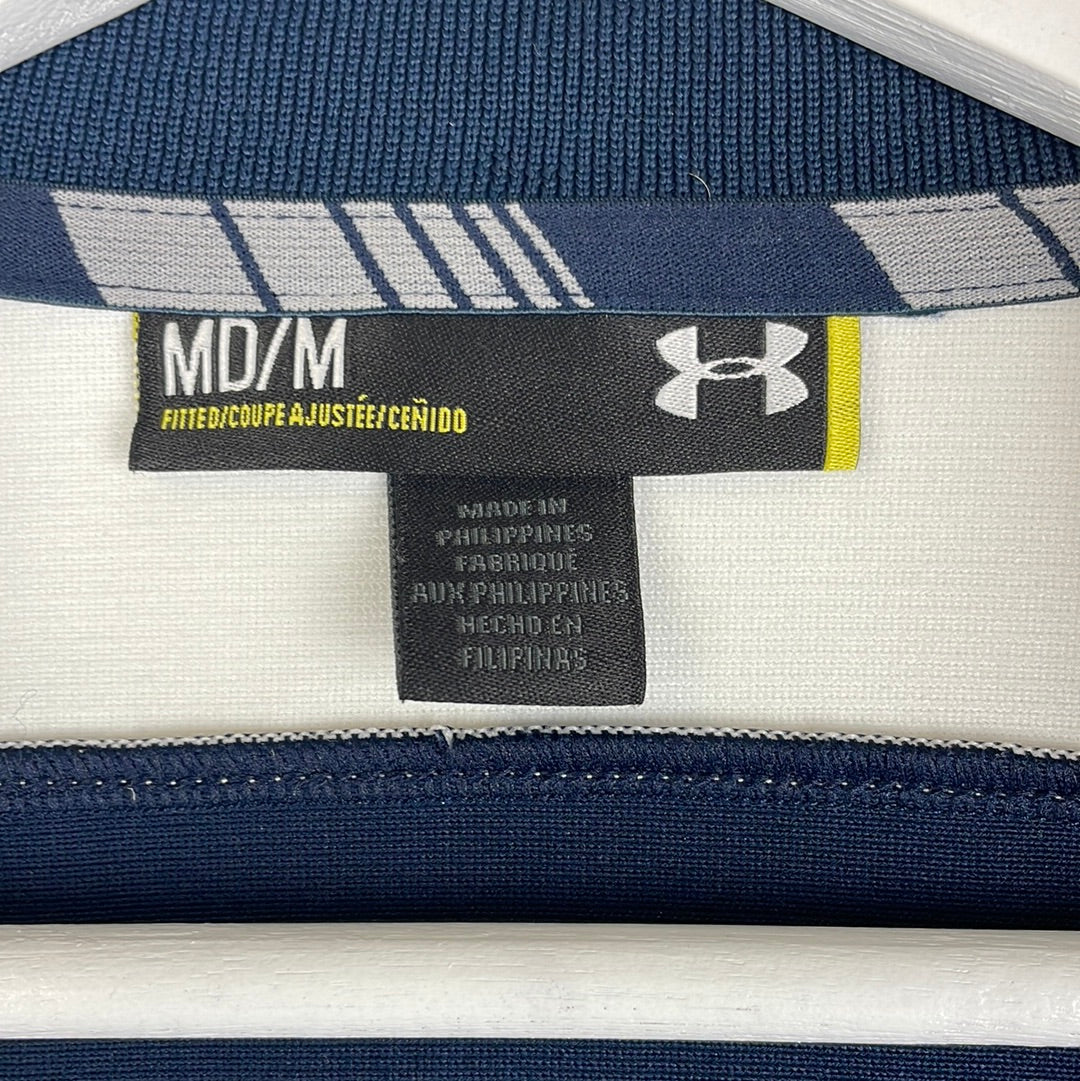 MD/M
FITTED/COUPE AJUSTÉE/CEÑIDO
MADE IN
PHILIPPINES
FABRIQUÉ
AUX PHILIPPINES
HECHO EN
FILIPINAS